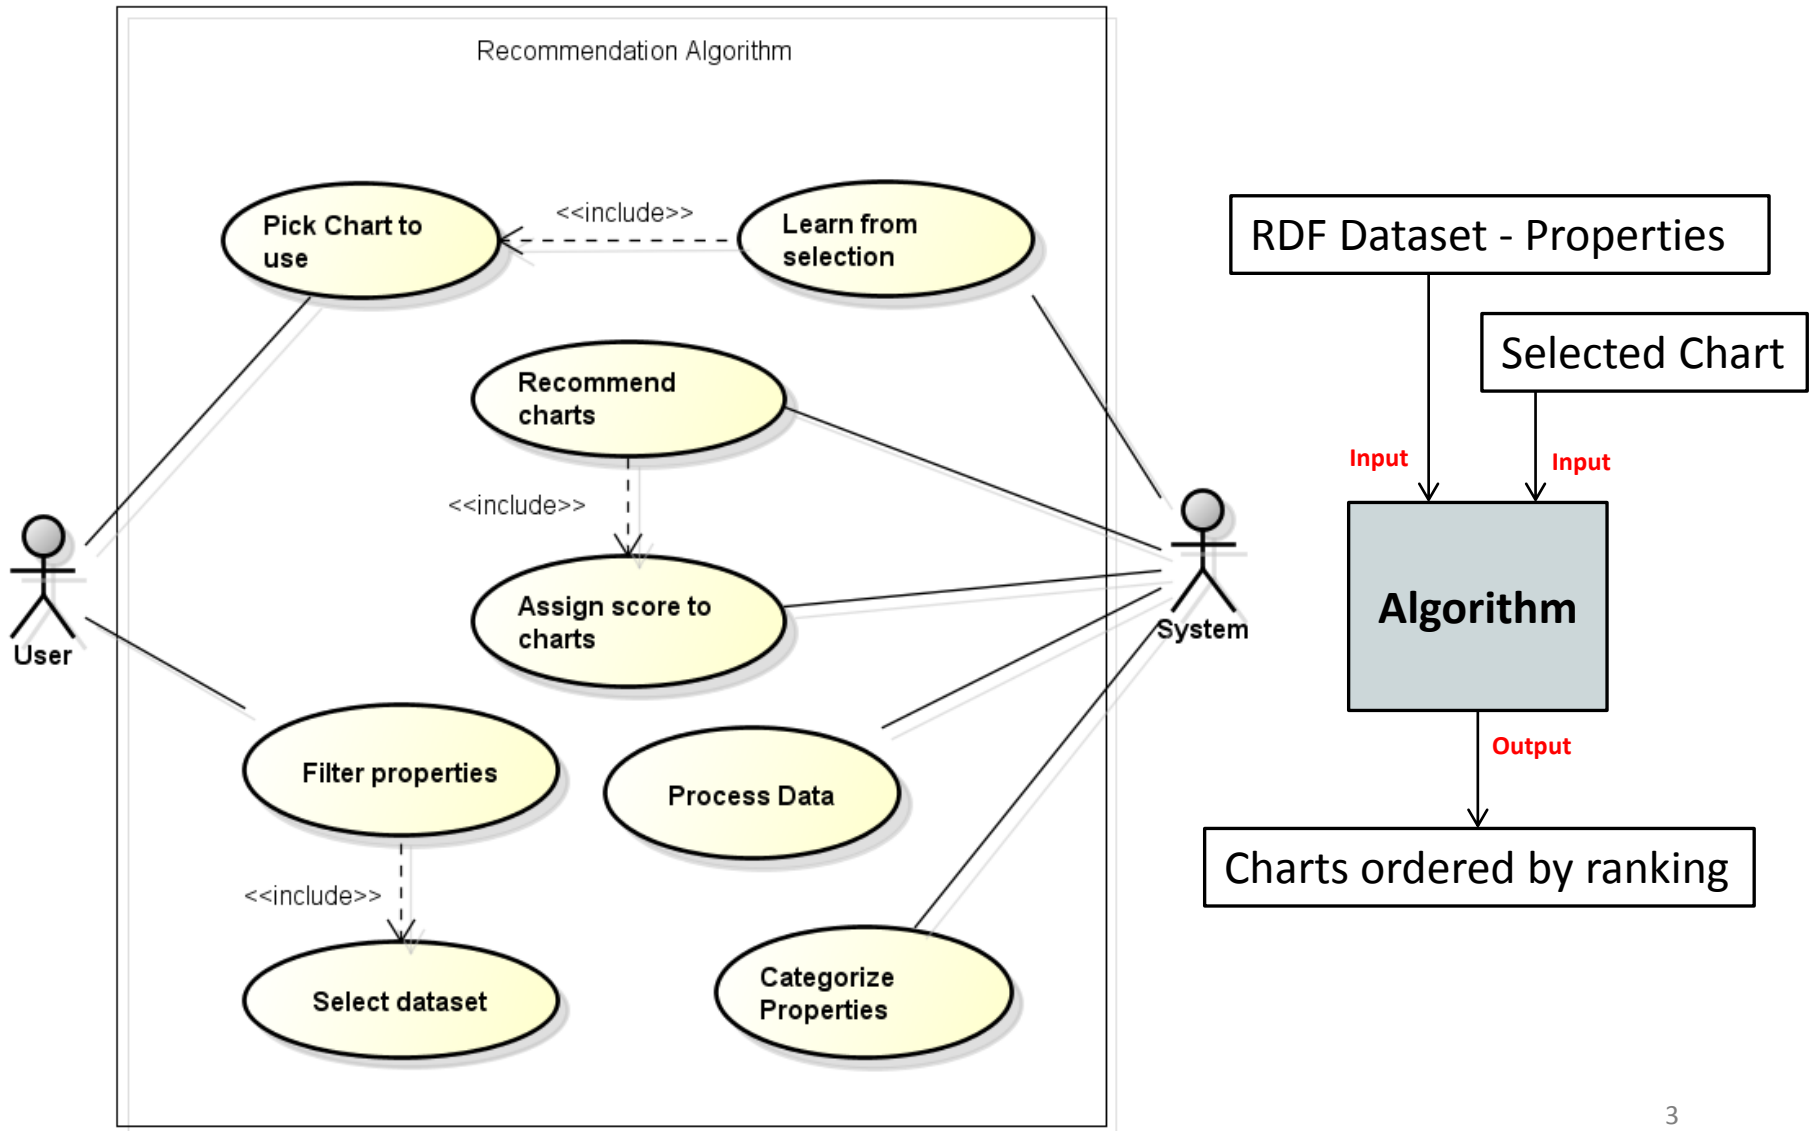 Recommendation Algorithm
Pick Chart to
use
<<include>>
Learn from
selection
Recommend
charts
<<include>>
Assign score to
charts
User
System
Filter properties
Process Data
<<include>>
Select dataset
Categorize
Properties
RDF Dataset - Properties
Selected Chart
Input
Input
Algorithm
Output
Charts ordered by ranking
3